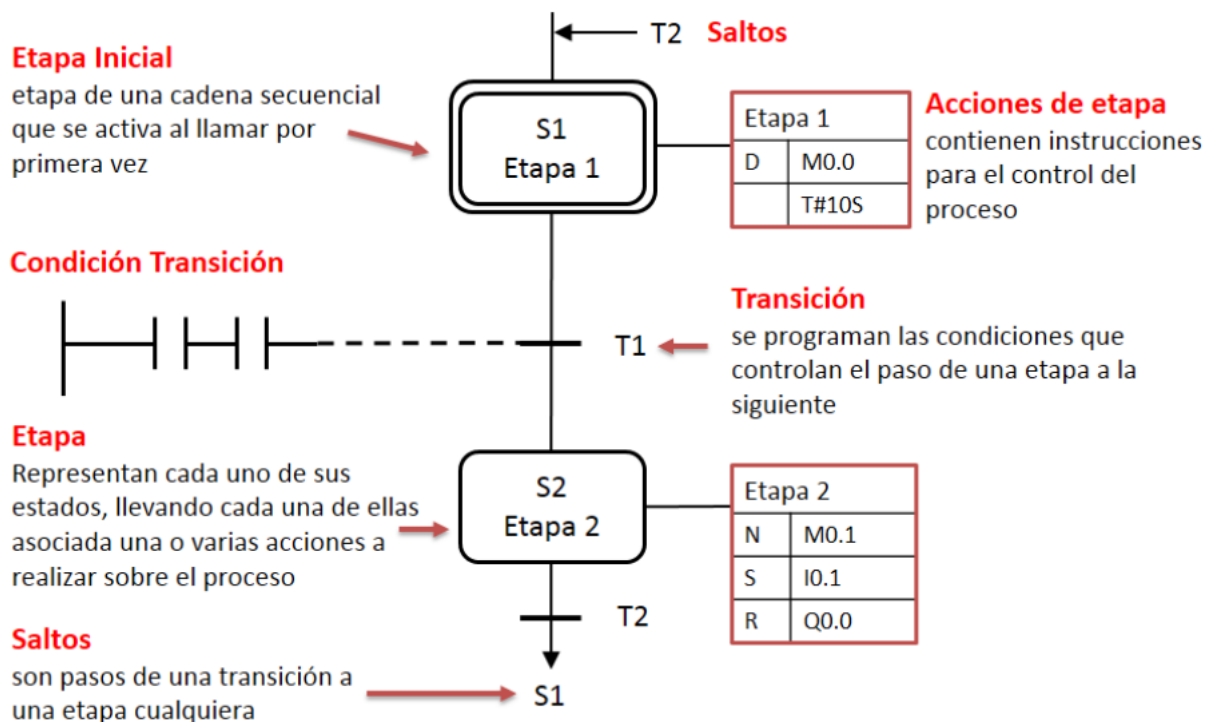 T2 Saltos
Etapa Inicial
etapa de una cadena secuencial
que se activa al llamar por
primera vez
S1
Etapa 1
Etapa 1
D M0.0
T#10S
Acciones de etapa
contienen instrucciones
para el control del
proceso
Condición Transición
T1
Transición
se programan las condiciones que
controlan el paso de una etapa a la
siguiente
Etapa
Representan cada uno de sus
estados, llevando cada una de ellas
asociada una o varias acciones a
realizar sobre el proceso
S2
Etapa 2
Etapa 2
N M0.1
S I0.1
R Q0.0
T2
Saltos
son pasos de una transición a
una etapa cualquiera
S1